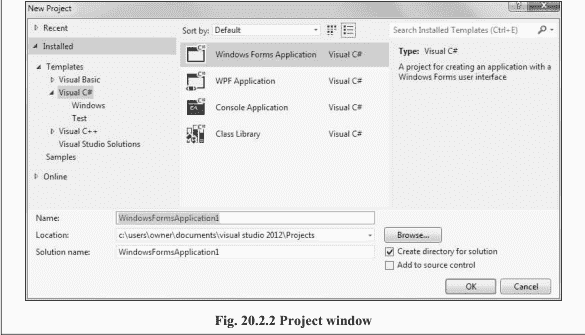 New Project
Recent
Installed
Templates
Visual Basic
Visual C#
Windows
Test
Visual C++
Visual Studio Solutions
Samples
Online
Sort by: Default
Search Installed Templates (Ctrl+E)
Windows Forms Application Visual C#
WPF Application Visual C#
Console Application Visual C#
Class Library Visual C#
Type: Visual C#
A project for creating an application with a
Windows Forms user interface
Name: WindowsFormsApplication1
Location: c:\users\owner\documents\visual studio 2012\Projects
Browse...
Solution name: WindowsFormsApplication1
Create directory for solution
Add to source control
OK Cancel
Fig. 20.2.2 Project window